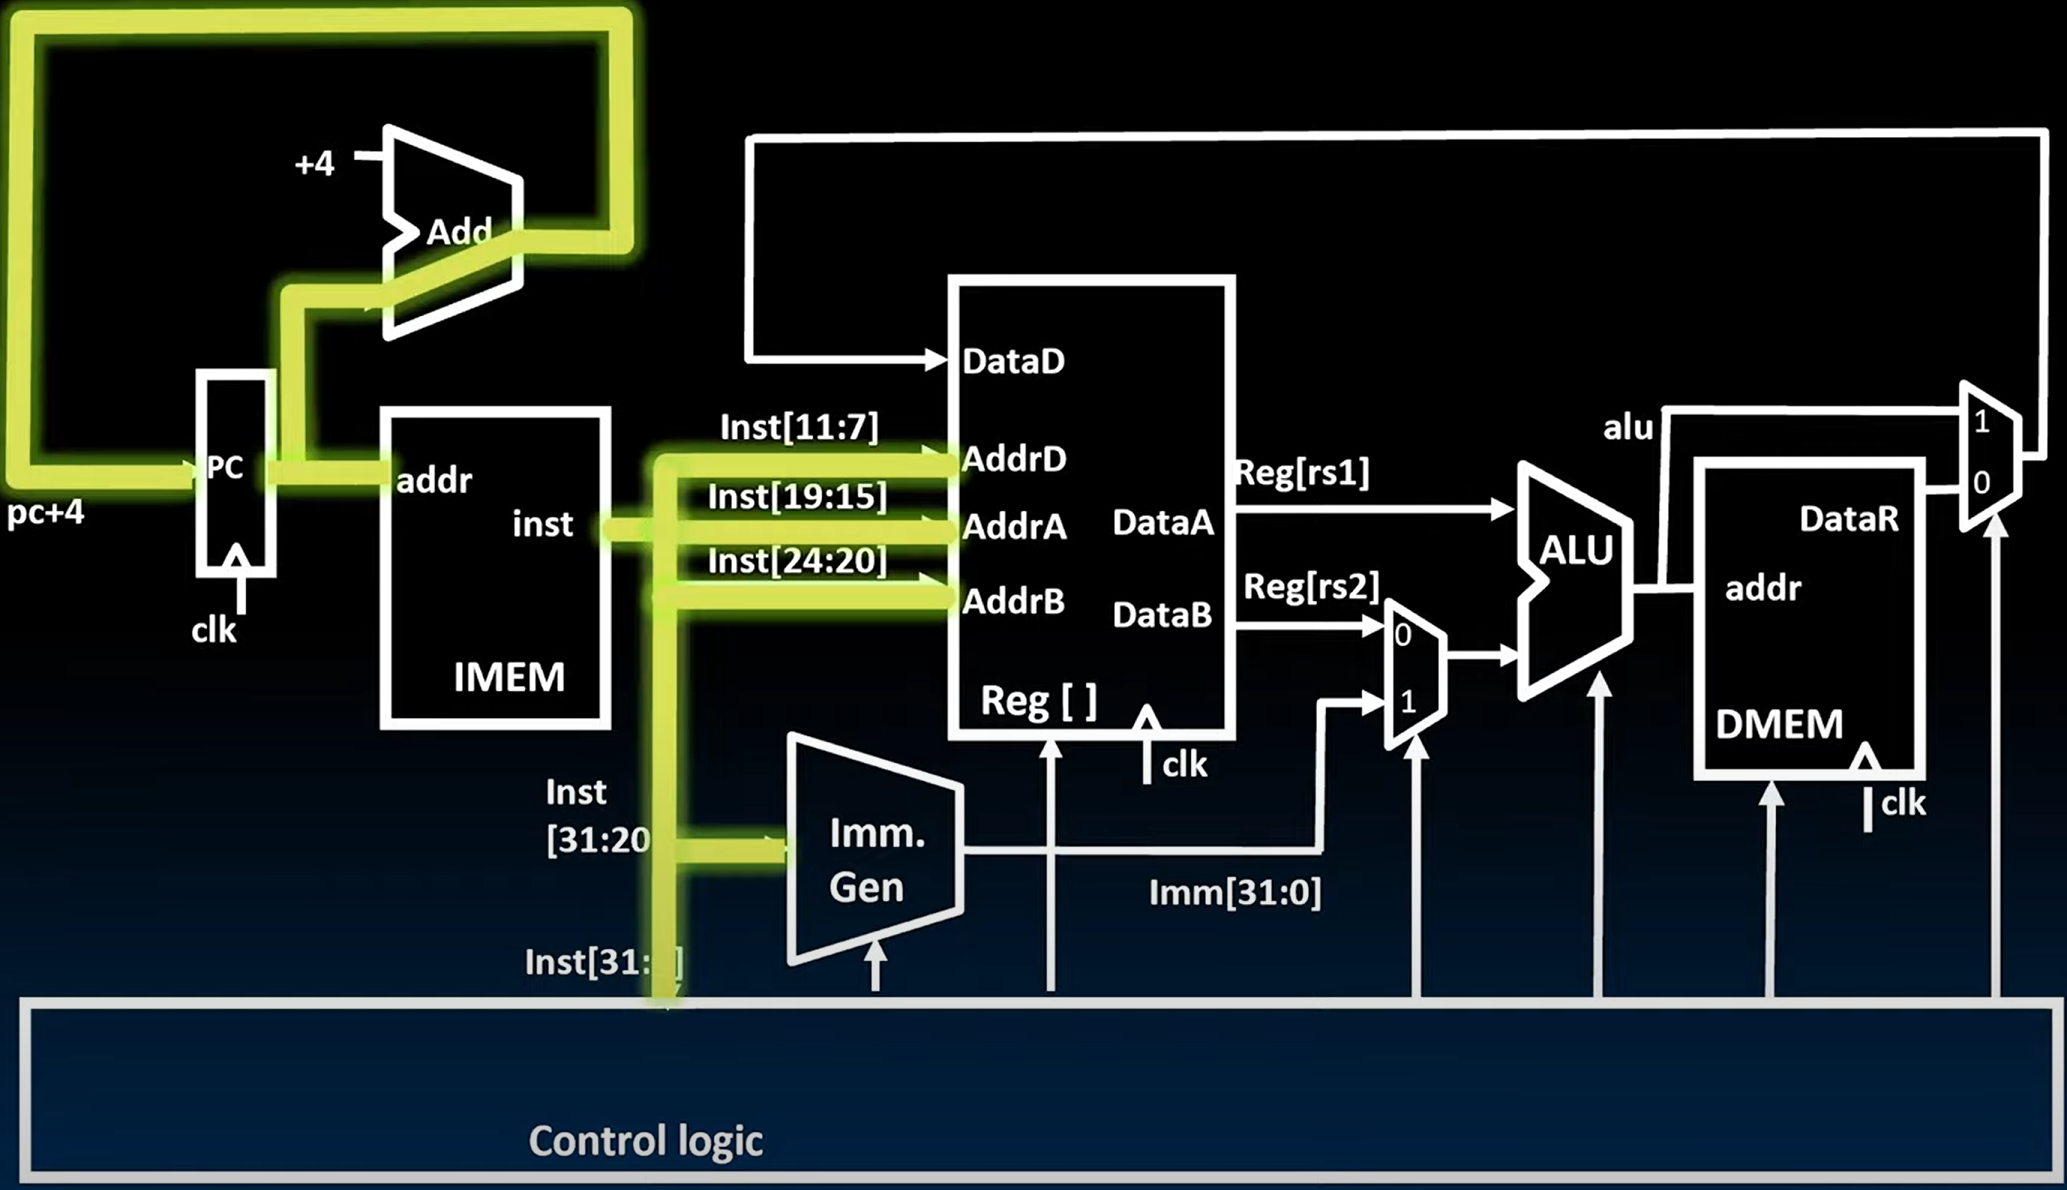 +4
Add
pc+4
PC
clk
addr
inst
IMEM
Inst[11:7]
Inst[19:15]
Inst[24:20]
DataD
AddrD
AddrA
AddrB
DataA
DataB
Reg [ ]
clk
Reg[rs1]
Reg[rs2]
0
1
ALU
alu
addr
DataR
DMEM
clk
1
0
Inst
[31:20
Imm.
Gen
Imm[31:0]
Inst[31: ]
Control logic